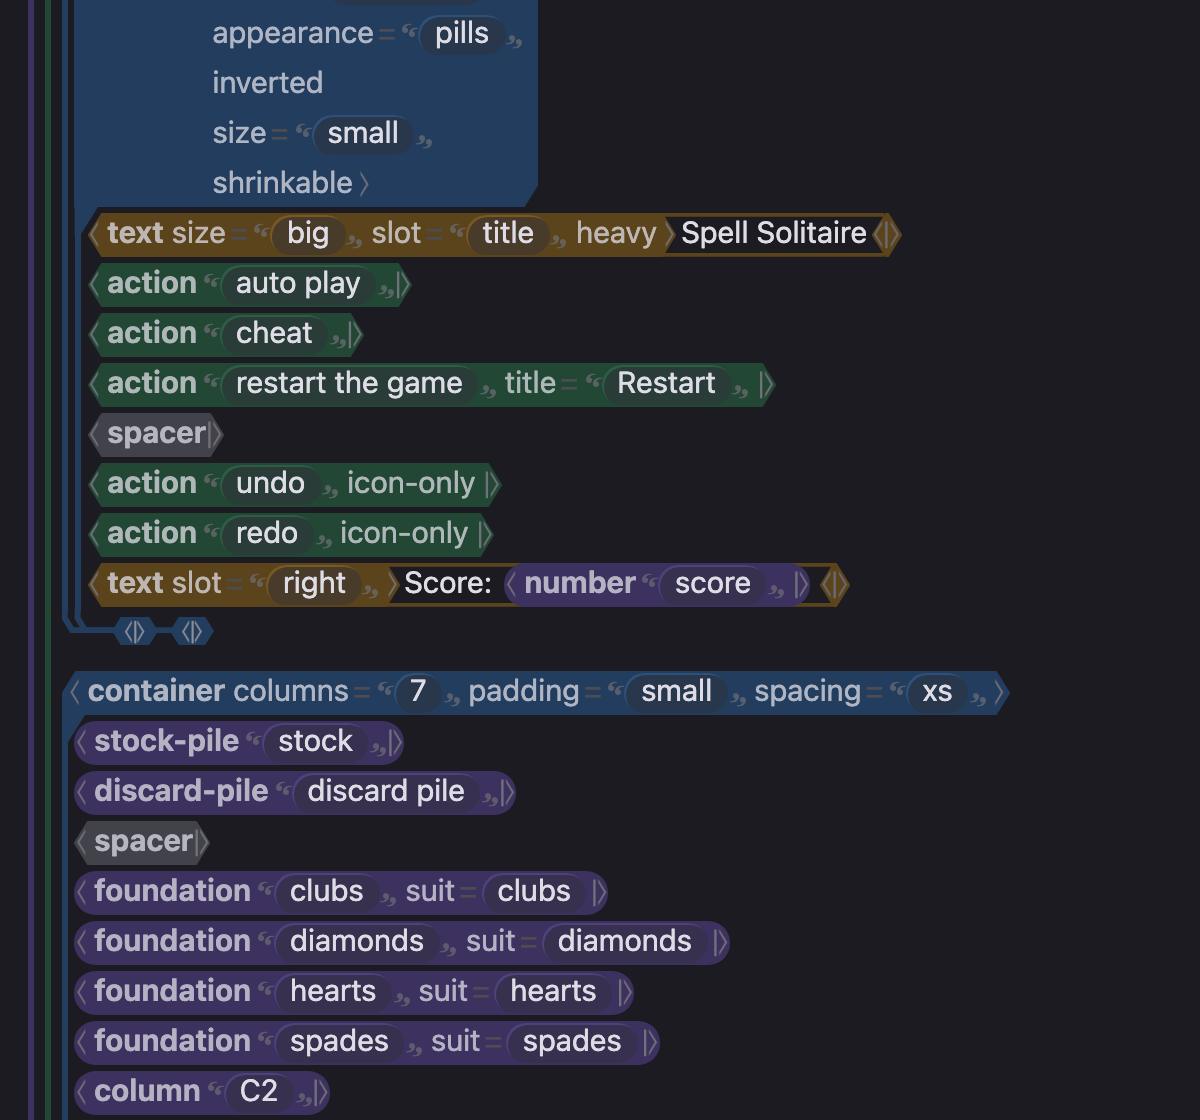 appearance=“pills„
inverted
size=“small„
shrinkable⟩
⟨text size=“big„ slot=“title„ heavy⟩Spell Solitaire⟨|⟩
⟨action “auto play„|⟩
⟨action “cheat„|⟩
⟨action “restart the game„ title=“Restart„|⟩
⟨spacer|⟩
⟨action “undo„ icon-only|⟩
⟨action “redo„ icon-only|⟩
⟨text slot=“right„⟩Score: ⟨number “score„|⟩⟨|⟩
⟨|⟩ ⟨|⟩
⟨container columns=“7„ padding=“small„ spacing=“xs„⟩
⟨stock-pile “stock„|⟩
⟨discard-pile “discard pile„|⟩
⟨spacer|⟩
⟨foundation “clubs„ suit=clubs|⟩
⟨foundation “diamonds„ suit=diamonds|⟩
⟨foundation “hearts„ suit=hearts|⟩
⟨foundation “spades„ suit=spades|⟩
⟨column “C2„|⟩